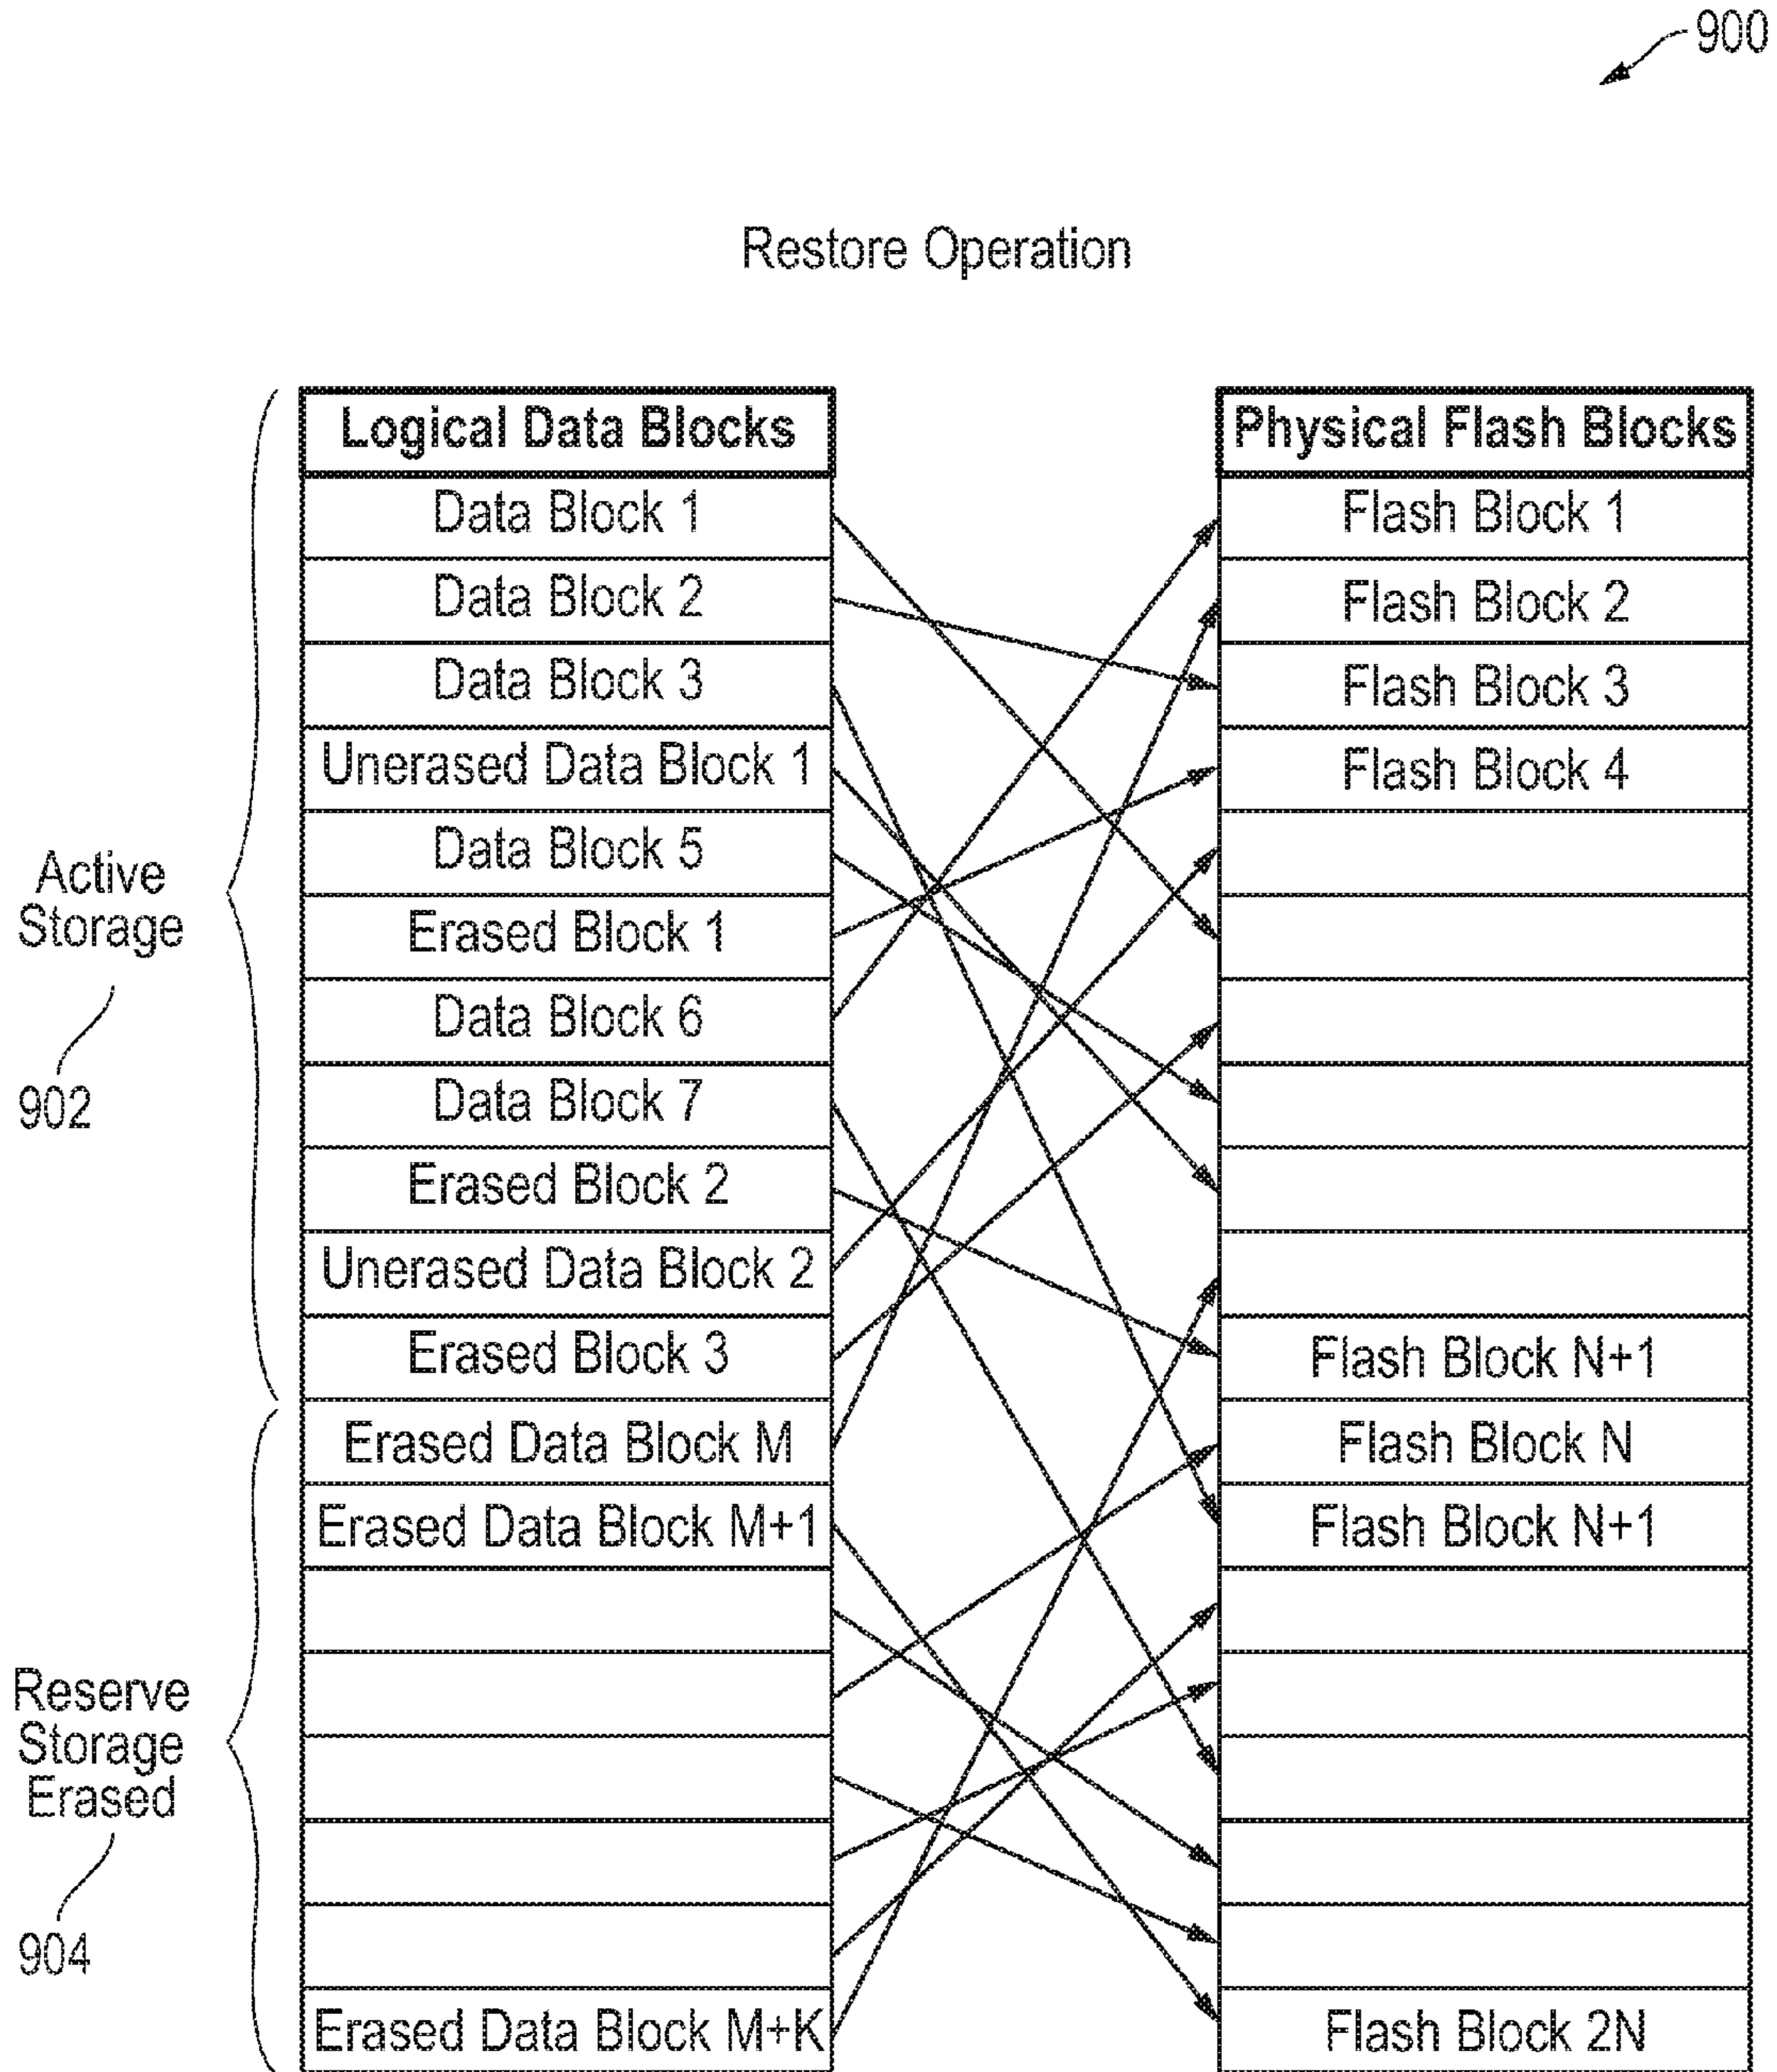 900
Restore Operation
Logical Data Blocks
Data Block 1
Data Block 2
Data Block 3
Unerased Data Block 1
Data Block 5
Erased Block 1
Data Block 6
Data Block 7
Erased Block 2
Unerased Data Block 2
Erased Block 3
Erased Data Block M
Erased Data Block M+1
Erased Data Block M+K
Physical Flash Blocks
Flash Block 1
Flash Block 2
Flash Block 3
Flash Block 4
Flash Block N+1
Flash Block N
Flash Block N+1
Flash Block 2N
Active
Storage
902
Reserve
Storage
Erased
904